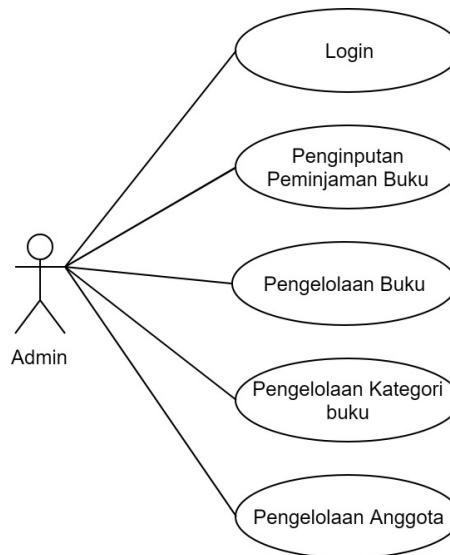 Login
Penginputan
Peminjaman Buku
Pengelolaan Buku
Admin
Pengelolaan Kategori
buku
Pengelolaan Anggota